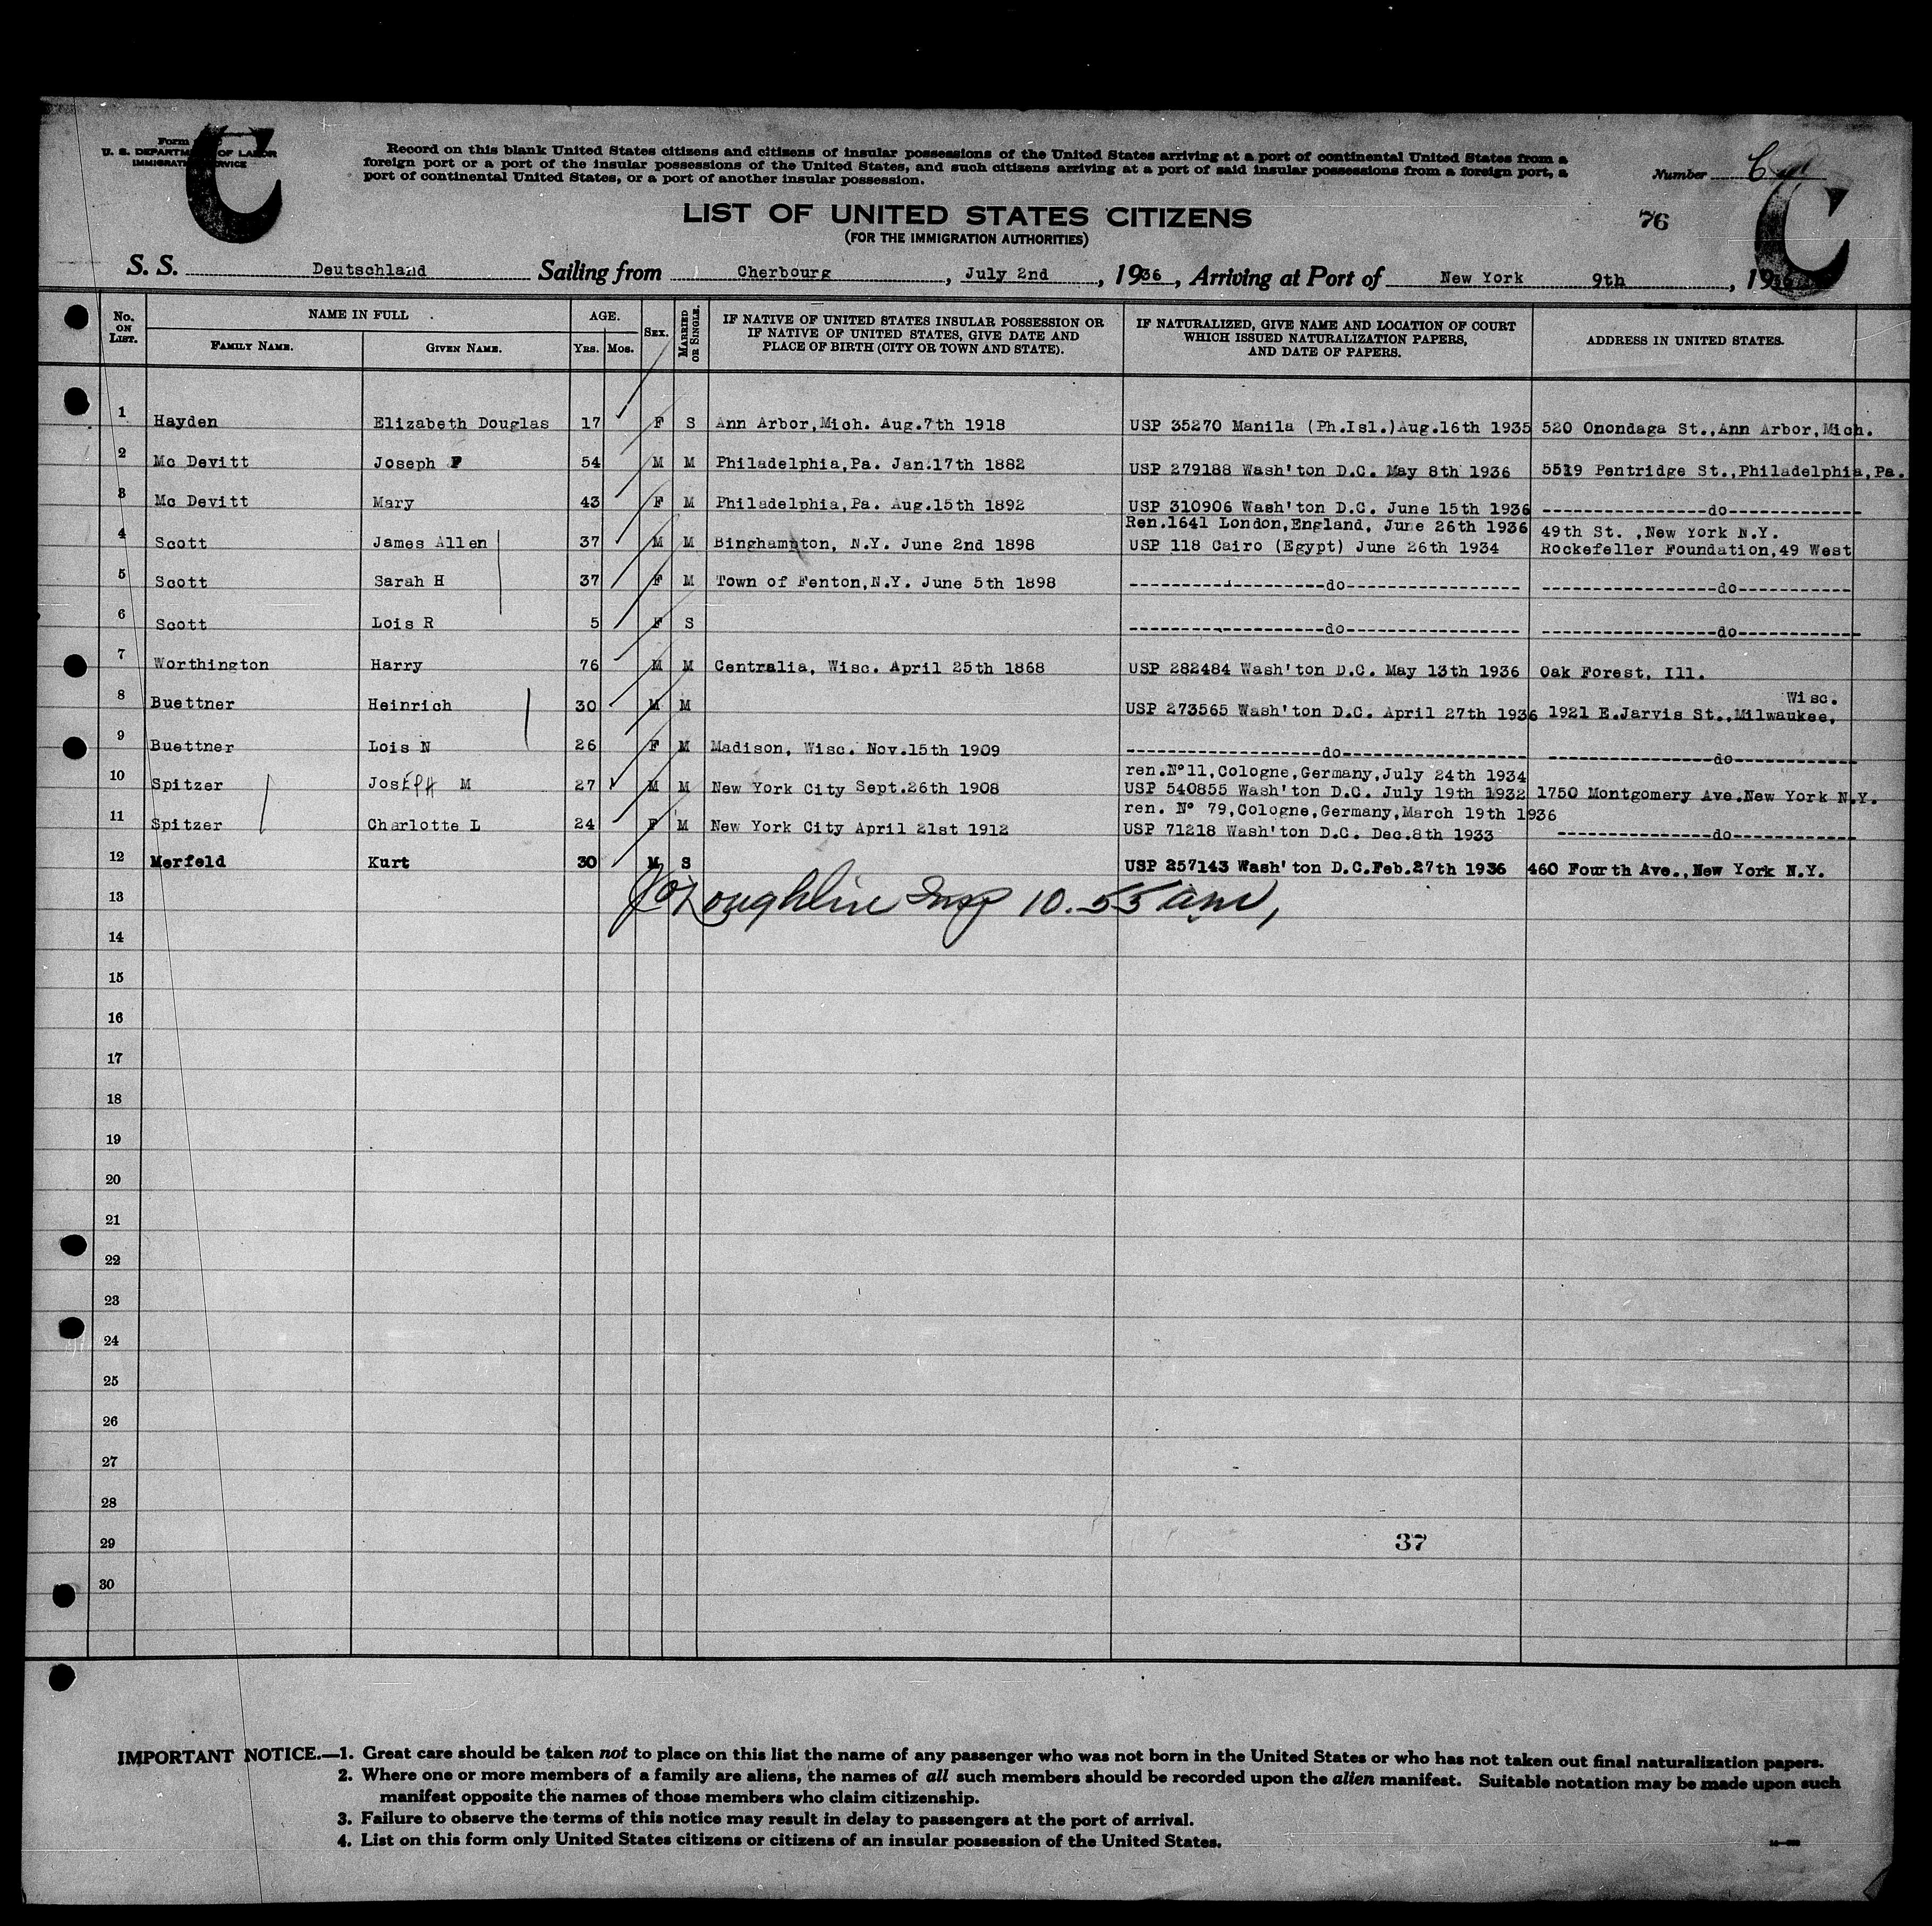 Form
U. S. DEPARTMENT OF LABOR
IMMIGRATION SERVICE
C
Record on this blank United States citizens and citizens of insular possessions of the United States arriving at a port of continental United States from a
foreign port or a port of the insular possessions of the United States, and such citizens arriving at a port of said insular possessions from a foreign port, a
port of continental United States, or a port of another insular possession.
Number
C
LIST OF UNITED STATES CITIZENS
(FOR THE IMMIGRATION AUTHORITIES)
76
S. S. Deutschland Sailing from Cherbourg, July 2nd, 1936, Arriving at Port of New York 9th, 19
No. ON LIST. NAME IN FULL AGE. SEX. MARRIED OR SINGLE. IF NATIVE OF UNITED STATES INSULAR POSSESSION OR IF NATIVE OF UNITED STATES, GIVE DATE AND PLACE OF BIRTH (CITY OR TOWN AND STATE). IF NATURALIZED, GIVE NAME AND LOCATION OF COURT WHICH ISSUED NATURALIZATION PAPERS, AND DATE OF PAPERS. ADDRESS IN UNITED STATES.
FAMILY NAME. GIVEN NAME. YRS. MOS.
1 Hayden Elizabeth Douglas 17 F S Ann Arbor,Mich. Aug.7th 1918 USP 35270 Manila (Ph.Isl.)Aug.16th 1935 520 Onondaga St.,Ann Arbor,Mich.
2 Mc Devitt Joseph F 54 M M Philadelphia,Pa. Jan.17th 1882 USP 279188 Wash'ton D.C. May 8th 1936 5519 Pentridge St.,Philadelphia,Pa.
3 Mc Devitt Mary 43 F M Philadelphia,Pa. Aug.15th 1892 USP 310906 Wash'ton D.C. June 15th 1936 ----------------do-------------
Ren.1641 London,England, June 26th 1936 49th St. ,New York N.Y.
4 Scott James Allen 37 M M Binghampton, N.Y. June 2nd 1898 USP 118 Cairo (Egypt) June 26th 1934 Rockefeller Foundation,49 West
5 Scott Sarah H 37 F M Town of Fenton,N.Y. June 5th 1898 -------------------do----------------- -----------------do-----------
6 Scott Lois R 5 F S -------------------do----------------- -----------------do------------
7 Worthington Harry 76 M M Centralia, Wisc. April 25th 1868 USP 282484 Wash'ton D.C. May 13th 1936 Oak Forest, Ill.
Wisc.
8 Buettner Heinrich 30 M M USP 273565 Wash'ton D.C. April 27th 1936 1921 E.Jarvis St.,Milwaukee,
9 Buettner Lois N 26 F M Madison, Wisc. Nov.15th 1909 -------------------do----------------- -----------------do------------
ren.N°11,Cologne,Germany,July 24th 1934
10 Spitzer JosEPH M 27 M M New York City Sept.26th 1908 USP 540855 Wash'ton D.C. July 19th 1932 1750 Montgomery Ave.New York N.Y.
ren. N° 79,Cologne,Germany,March 19th 1936
11 Spitzer Charlotte L 24 F M New York City April 21st 1912 USP 71218 Wash'ton D.C. Dec.8th 1933 ---------------do------------
12 Merfeld Kurt 30 M S USP 257143 Wash'ton D.C.Feb.27th 1936 460 Fourth Ave.,New York N.Y.
13 O'Loughlin Insp 10.55 am,
14
15
16
17
18
19
20
21
22
23
24
25
26
27
28
29 37
30
IMPORTANT NOTICE.—1. Great care should be taken not to place on this list the name of any passenger who was not born in the United States or who has not taken out final naturalization papers.
2. Where one or more members of a family are aliens, the names of all such members should be recorded upon the alien manifest. Suitable notation may be made upon such
manifest opposite the names of those members who claim citizenship.
3. Failure to observe the terms of this notice may result in delay to passengers at the port of arrival.
4. List on this form only United States citizens or citizens of an insular possession of the United States.